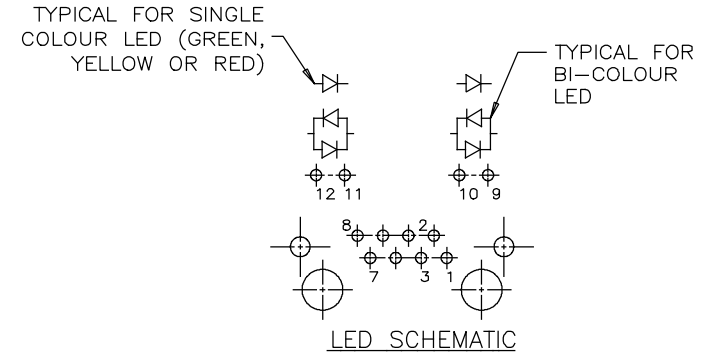 TYPICAL FOR SINGLE
COLOUR LED (GREEN,
YELLOW OR RED)
TYPICAL FOR
BI-COLOUR
LED
12 11
10 9
8 2
7 3 1
LED SCHEMATIC